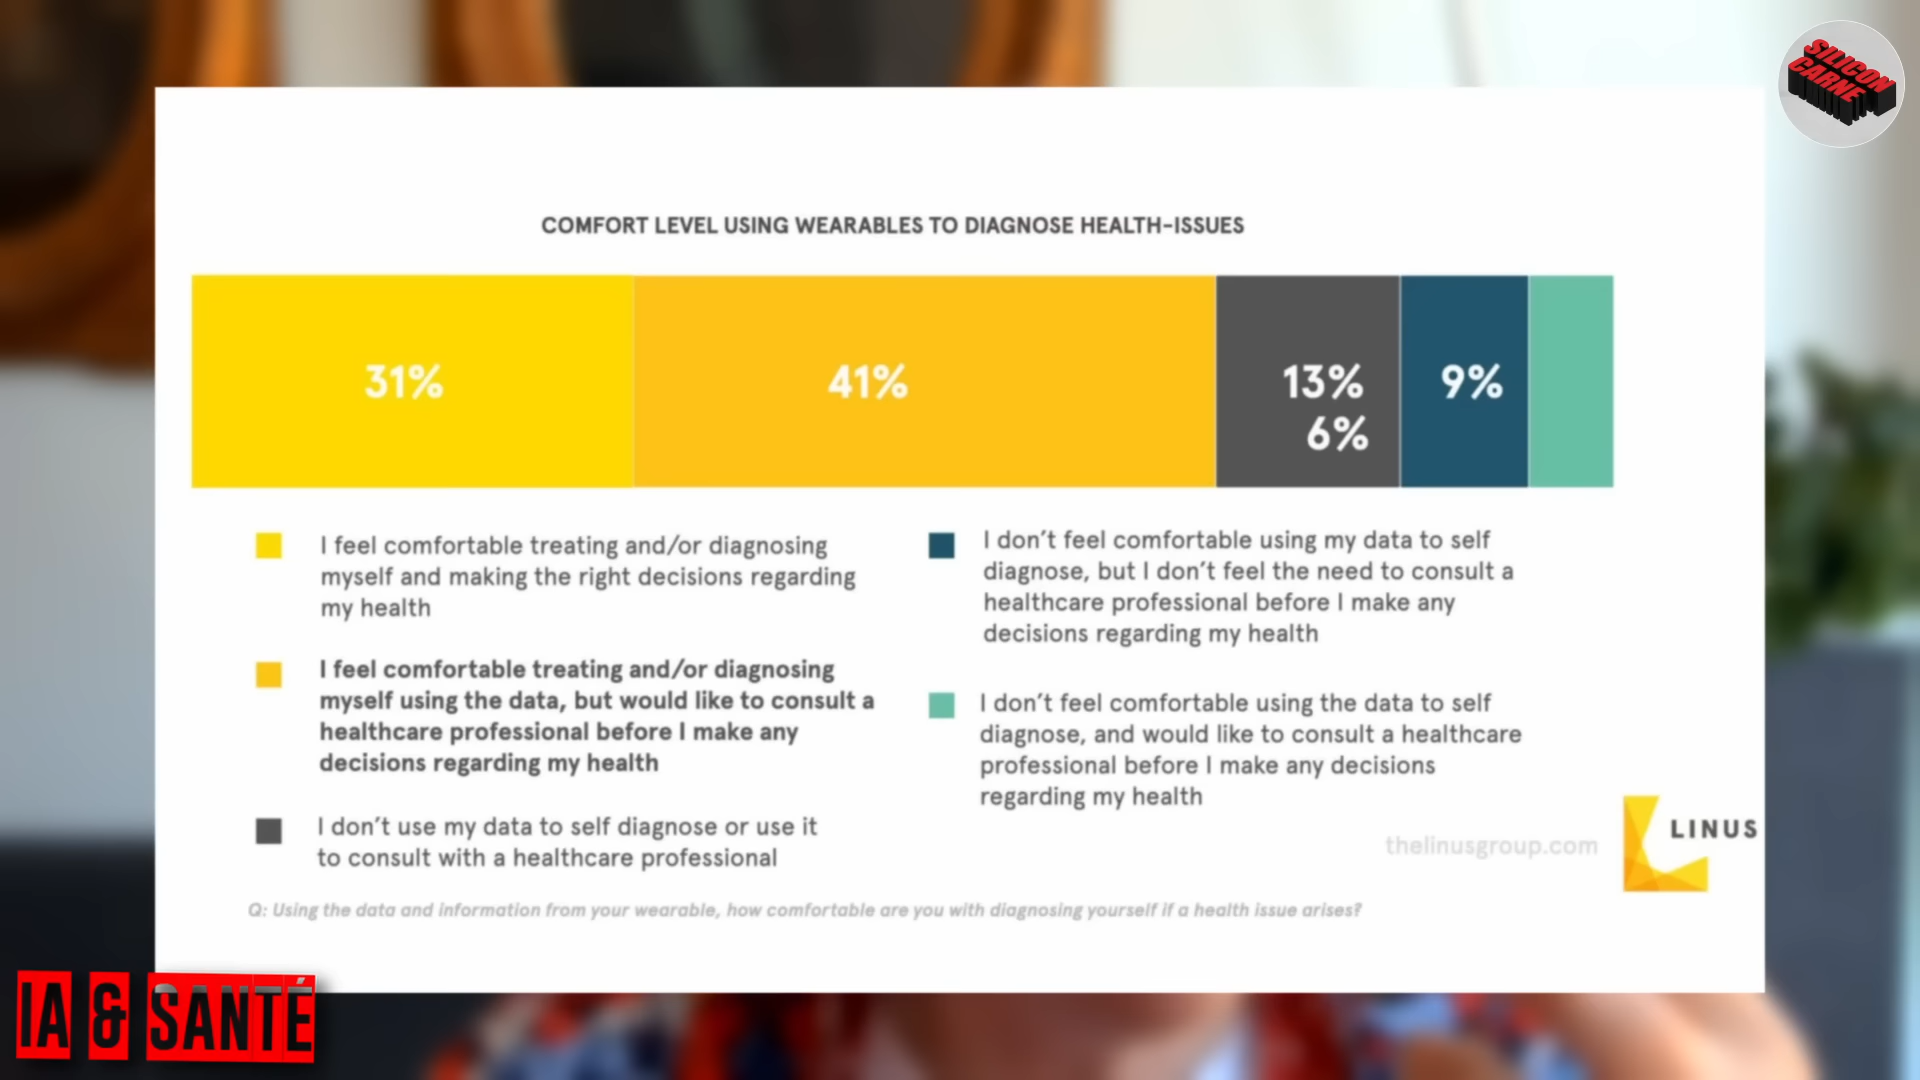 SILICON
CARNE
COMFORT LEVEL USING WEARABLES TO DIAGNOSE HEALTH-ISSUES
31%
41%
13%
6%
9%
I feel comfortable treating and/or diagnosing
myself and making the right decisions regarding
my health
I feel comfortable treating and/or diagnosing
myself using the data, but would like to consult a
healthcare professional before I make any
decisions regarding my health
I don't use my data to self diagnose or use it
to consult with a healthcare professional
I don't feel comfortable using my data to self
diagnose, but I don't feel the need to consult a
healthcare professional before I make any
decisions regarding my health
I don't feel comfortable using the data to self
diagnose, and would like to consult a healthcare
professional before I make any decisions
regarding my health
thelinusgroup.com
LINUS
Q: Using the data and information from your wearable, how comfortable are you with diagnosing yourself if a health issue arises?
IA & SANTÉ